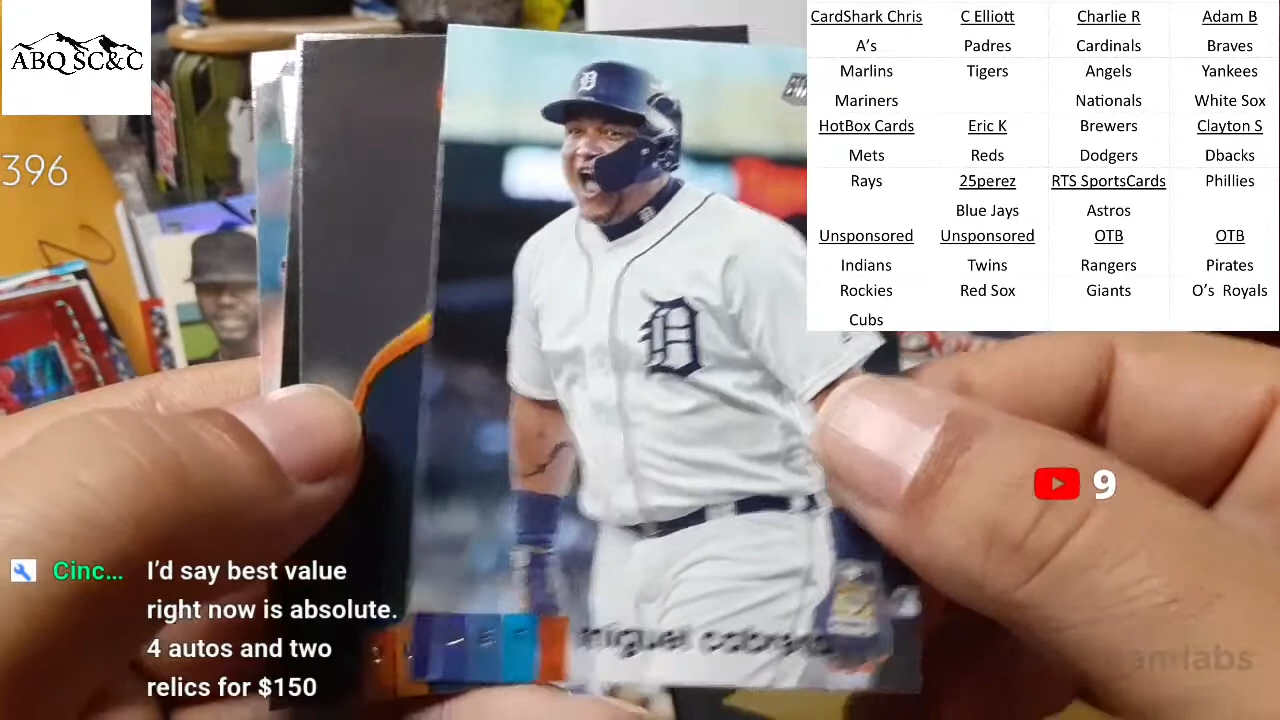 ABQ SC&C
396
CardShark Chris
A's
Marlins
Mariners
HotBox Cards
Mets
Rays
Unsponsored
Indians
Rockies
Cubs
C Elliott
Padres
Tigers
Eric K
Reds
25perez
Blue Jays
Unsponsored
Twins
Red Sox
Charlie R
Cardinals
Angels
Nationals
Brewers
Dodgers
RTS SportsCards
Astros
OTB
Rangers
Giants
Adam B
Braves
Yankees
White Sox
Clayton S
Dbacks
Phillies
OTB
Pirates
O's Royals
D
D
miguel cabrera
9
Cinc... I'd say best value
right now is absolute.
4 autos and two
relics for $150
amlabs